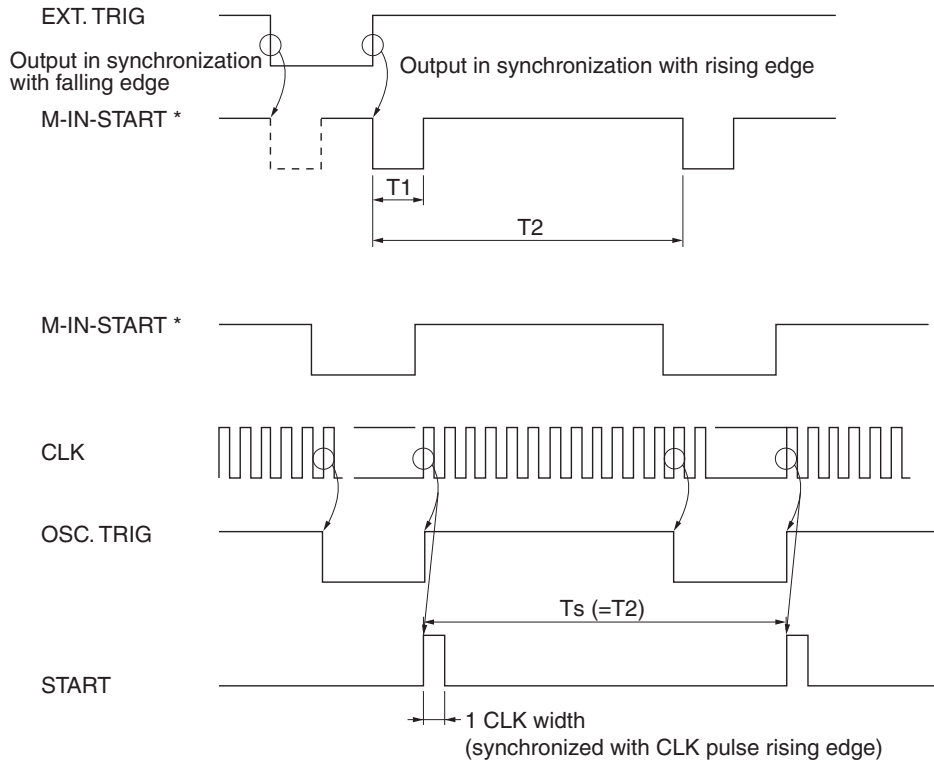 EXT. TRIG
Output in synchronization
with falling edge
Output in synchronization with rising edge
M-IN-START *
T1
T2
M-IN-START *
CLK
OSC. TRIG
Ts (=T2)
START
1 CLK width
(synchronized with CLK pulse rising edge)